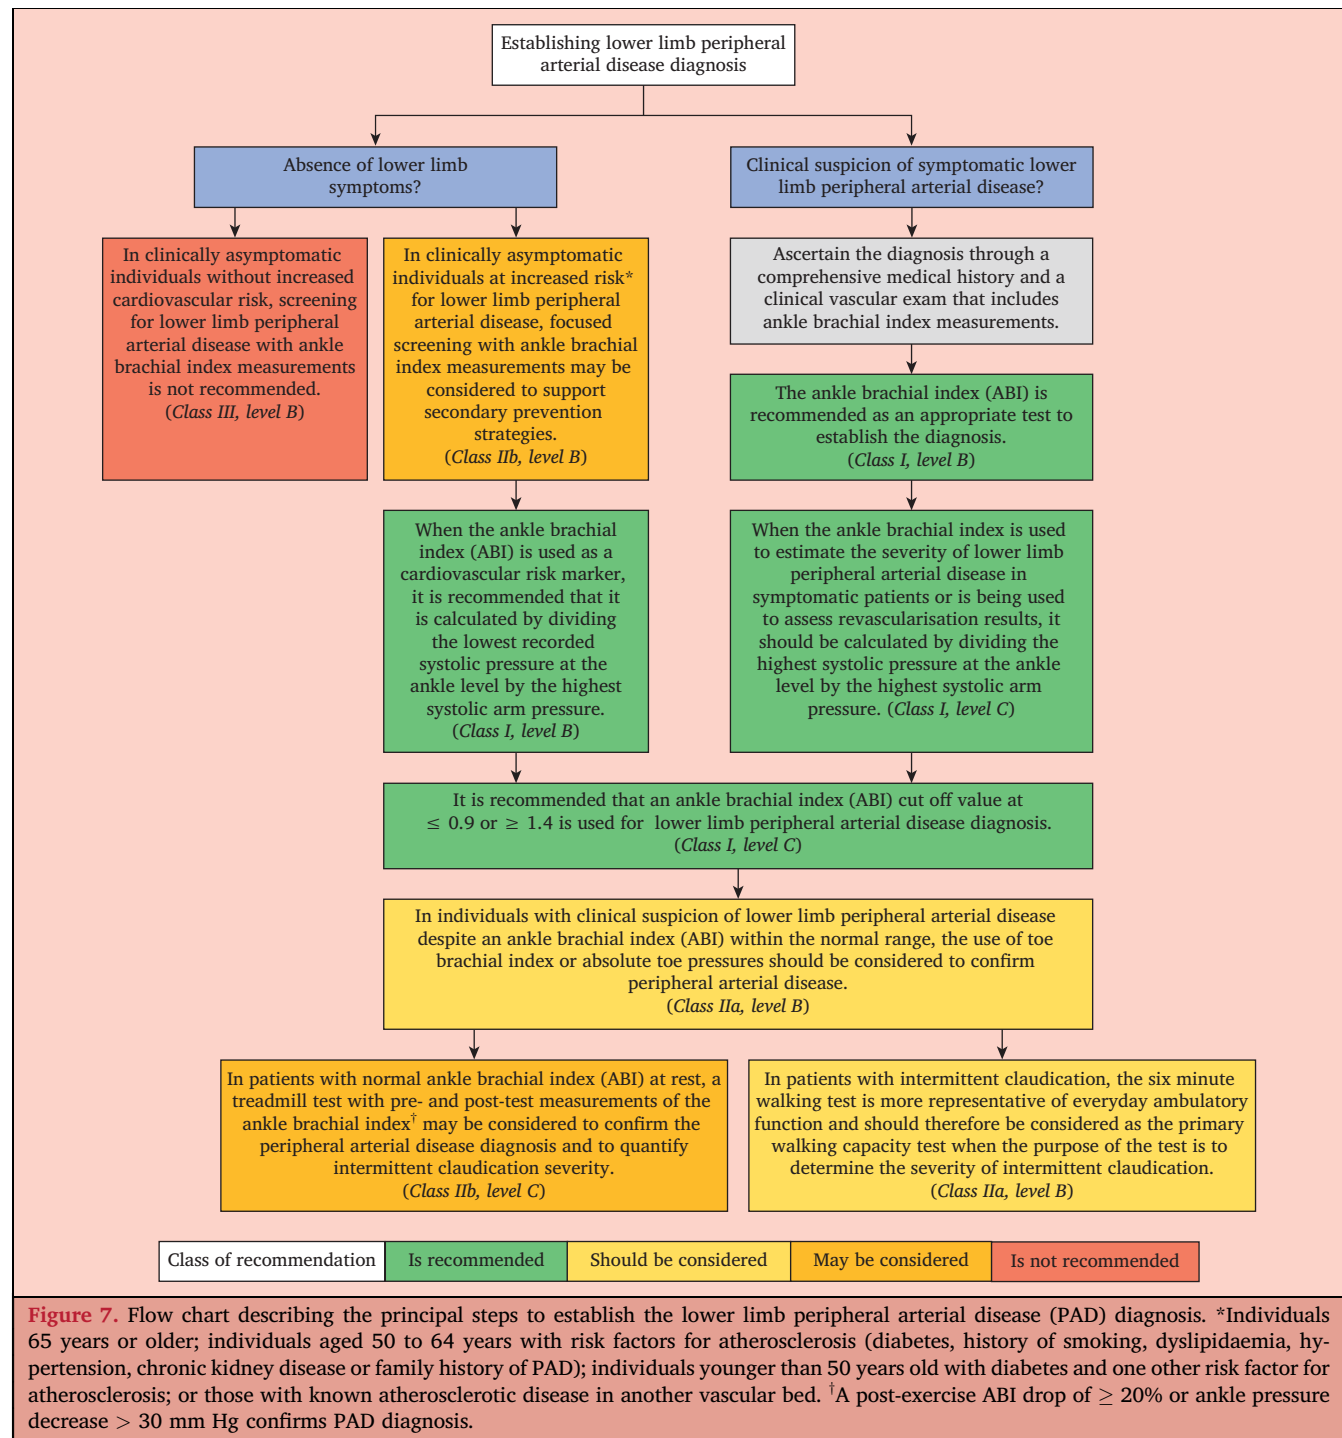 Establishing lower limb peripheral
arterial disease diagnosis
Absence of lower limb
symptoms?
Clinical suspicion of symptomatic lower
limb peripheral arterial disease?
In clinically asymptomatic
individuals without increased
cardiovascular risk, screening
for lower limb peripheral
arterial disease with ankle
brachial index measurements
is not recommended.
(Class III, level B)
In clinically asymptomatic
individuals at increased risk*
for lower limb peripheral
arterial disease, focused
screening with ankle brachial
index measurements may be
considered to support
secondary prevention
strategies.
(Class IIb, level B)
Ascertain the diagnosis through a
comprehensive medical history and a
clinical vascular exam that includes
ankle brachial index measurements.
The ankle brachial index (ABI) is
recommended as an appropriate test to
establish the diagnosis.
(Class I, level B)
When the ankle brachial
index (ABI) is used as a
cardiovascular risk marker,
it is recommended that it
is calculated by dividing
the lowest recorded
systolic pressure at the
ankle level by the highest
systolic arm pressure.
(Class I, level B)
When the ankle brachial index is used
to estimate the severity of lower limb
peripheral arterial disease in
symptomatic patients or is being used
to assess revascularisation results, it
should be calculated by dividing the
highest systolic pressure at the ankle
level by the highest systolic arm
pressure. (Class I, level C)
It is recommended that an ankle brachial index (ABI) cut off value at
≤ 0.9 or ≥ 1.4 is used for lower limb peripheral arterial disease diagnosis.
(Class I, level C)
In individuals with clinical suspicion of lower limb peripheral arterial disease
despite an ankle brachial index (ABI) within the normal range, the use of toe
brachial index or absolute toe pressures should be considered to confirm
peripheral arterial disease.
(Class IIa, level B)
In patients with normal ankle brachial index (ABI) at rest, a
treadmill test with pre- and post-test measurements of the
ankle brachial index† may be considered to confirm the
peripheral arterial disease diagnosis and to quantify
intermittent claudication severity.
(Class IIb, level C)
In patients with intermittent claudication, the six minute
walking test is more representative of everyday ambulatory
function and should therefore be considered as the primary
walking capacity test when the purpose of the test is to
determine the severity of intermittent claudication.
(Class IIa, level B)
Class of recommendation Is recommended Should be considered May be considered Is not recommended
Figure 7. Flow chart describing the principal steps to establish the lower limb peripheral arterial disease (PAD) diagnosis. *Individuals
65 years or older; individuals aged 50 to 64 years with risk factors for atherosclerosis (diabetes, history of smoking, dyslipidaemia, hy-
pertension, chronic kidney disease or family history of PAD); individuals younger than 50 years old with diabetes and one other risk factor for
atherosclerosis; or those with known atherosclerotic disease in another vascular bed. †A post-exercise ABI drop of ≥ 20% or ankle pressure
decrease > 30 mm Hg confirms PAD diagnosis.